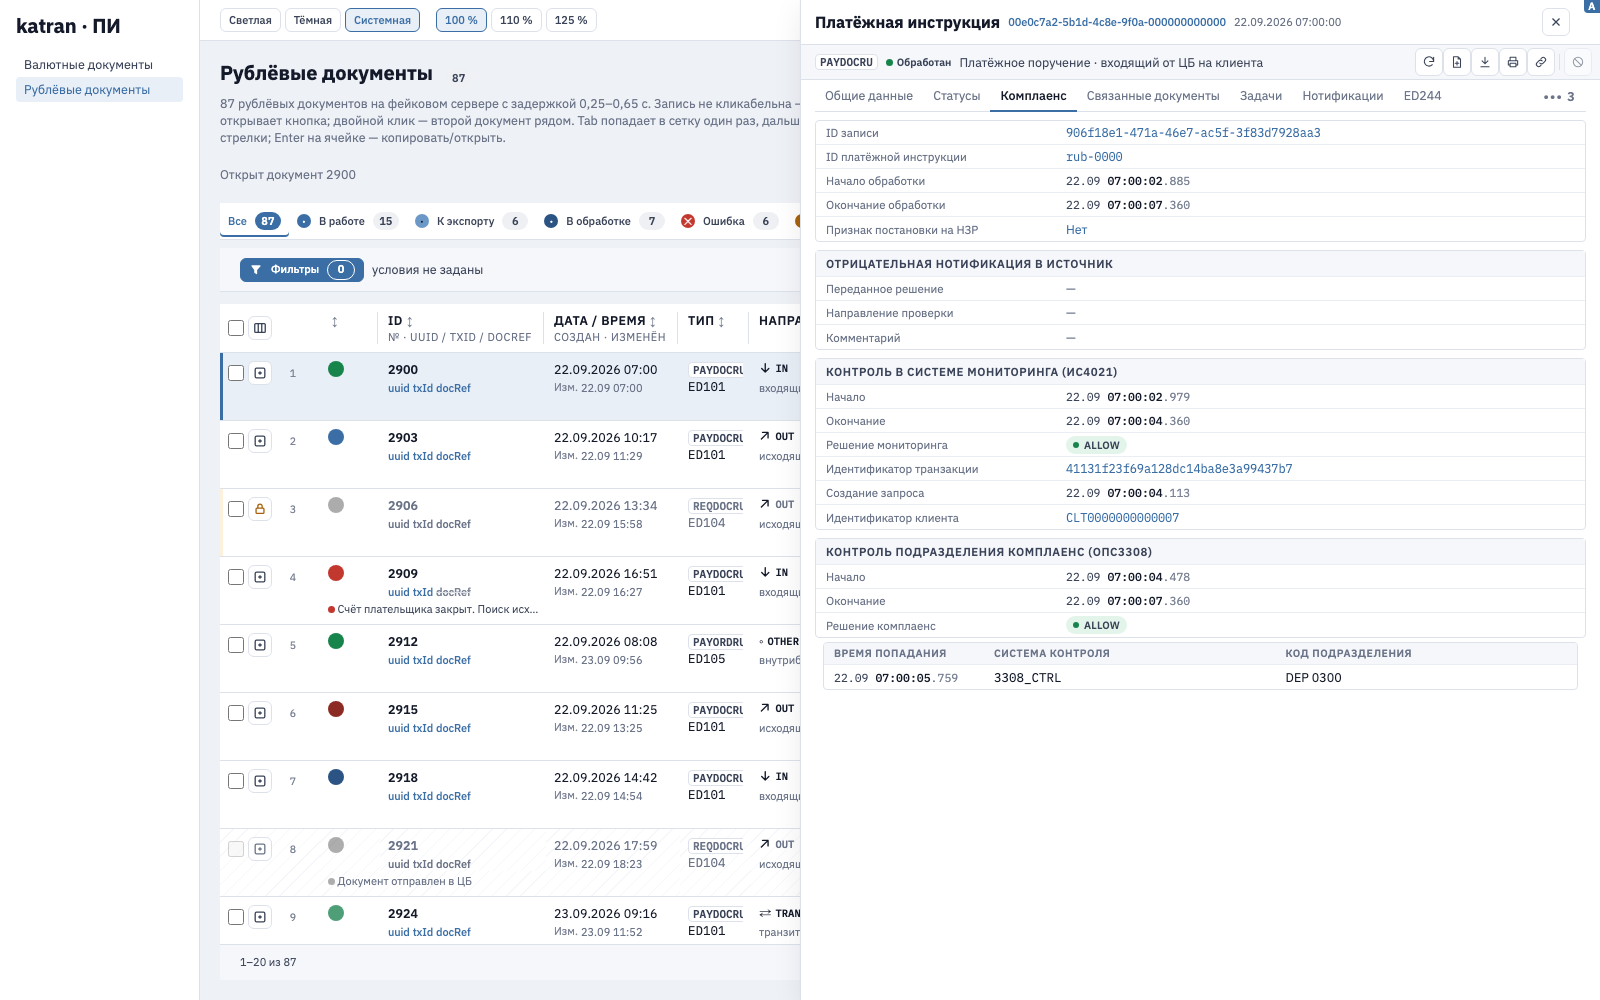 katran · ПИ
Валютные документы
Рублёвые документы
Светлая Тёмная Системная 100 % 110 % 125 %
Рублёвые документы 87
87 рублёвых документов на фейковом сервере с задержкой 0,25–0,65 с. Запись не кликабельна –
открывает кнопка; двойной клик — второй документ рядом. Tab попадает в сетку один раз, дальш
стрелки; Enter на ячейке — копировать/открыть.
Открыт документ 2900
Все 87 В работе 15 К экспорту 6 В обработке 7 Ошибка 6
Фильтры 0 условия не заданы
ID ДАТА / ВРЕМЯ ТИП НАПРА
№ · UUID / TXID / DOCREF СОЗДАН · ИЗМЕНЁН
1 2900 22.09.2026 07:00 PAYDOCRU IN
uuid txId docRef Изм. 22.09 07:00 ED101 входящ
2 2903 22.09.2026 10:17 PAYDOCRU OUT
uuid txId docRef Изм. 22.09 11:29 ED101 исходящ
3 2906 22.09.2026 13:34 REQDOCRU OUT
uuid txId docRef Изм. 22.09 15:58 ED104 исходящ
4 2909 22.09.2026 16:51 PAYDOCRU IN
uuid txId docRef Изм. 22.09 16:27 ED101 входящ
Счёт плательщика закрыт. Поиск исх...
5 2912 22.09.2026 08:08 PAYORDRU OTHER
uuid txId docRef Изм. 23.09 09:56 ED105 внутриб
6 2915 22.09.2026 11:25 PAYDOCRU OUT
uuid txId docRef Изм. 22.09 13:25 ED101 исходящ
7 2918 22.09.2026 14:42 PAYDOCRU IN
uuid txId docRef Изм. 22.09 14:54 ED101 входящ
8 2921 22.09.2026 17:59 REQDOCRU OUT
uuid txId docRef Изм. 22.09 18:23 ED104 исходящ
Документ отправлен в ЦБ
9 2924 23.09.2026 09:16 PAYDOCRU TRAN
uuid txId docRef Изм. 23.09 11:52 ED101 транзит
1–20 из 87
A
Платёжная инструкция 00e0c7a2-5b1d-4c8e-9f0a-000000000000 22.09.2026 07:00:00
PAYDOCRU Обработан Платёжное поручение · входящий от ЦБ на клиента
Общие данные Статусы Комплаенс Связанные документы Задачи Нотификации ED244 3
ID записи 906f18e1-471a-46e7-ac5f-3f83d7928aa3
ID платёжной инструкции rub-0000
Начало обработки 22.09 07:00:02.885
Окончание обработки 22.09 07:00:07.360
Признак постановки на НЗР Нет
ОТРИЦАТЕЛЬНАЯ НОТИФИКАЦИЯ В ИСТОЧНИК
Переданное решение —
Направление проверки —
Комментарий —
КОНТРОЛЬ В СИСТЕМЕ МОНИТОРИНГА (ИС4021)
Начало 22.09 07:00:02.979
Окончание 22.09 07:00:04.360
Решение мониторинга ALLOW
Идентификатор транзакции 41131f23f69a128dc14ba8e3a99437b7
Создание запроса 22.09 07:00:04.113
Идентификатор клиента CLT0000000000007
КОНТРОЛЬ ПОДРАЗДЕЛЕНИЯ КОМПЛАЕНС (ОПС3308)
Начало 22.09 07:00:04.478
Окончание 22.09 07:00:07.360
Решение комплаенс ALLOW
ВРЕМЯ ПОПАДАНИЯ СИСТЕМА КОНТРОЛЯ КОД ПОДРАЗДЕЛЕНИЯ
22.09 07:00:05.759 3308_CTRL DEP 0300